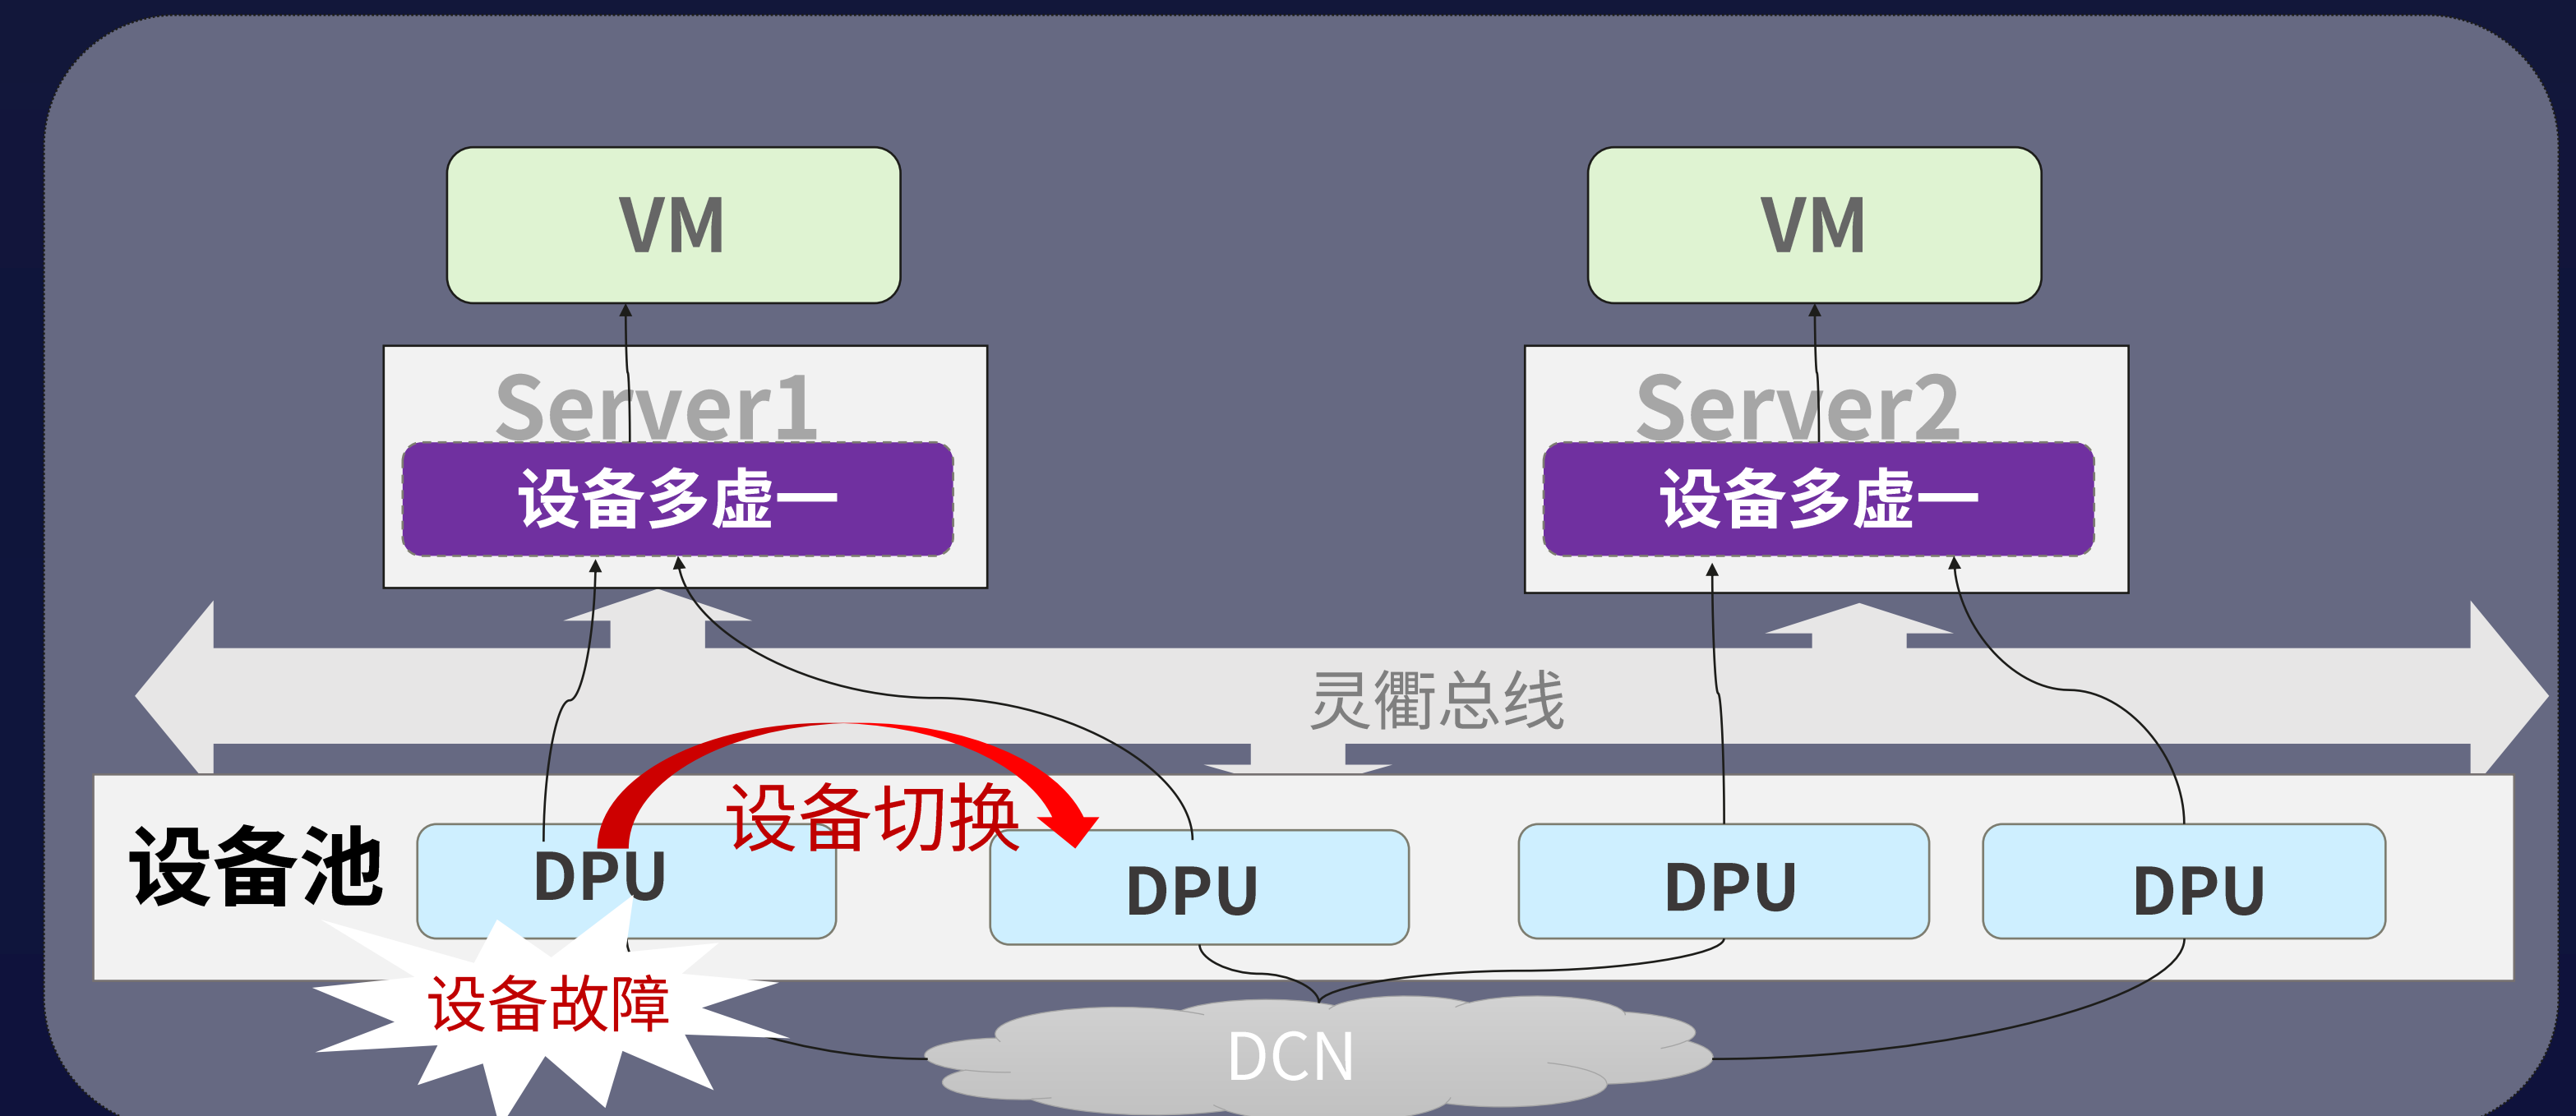 VM
VM
Server1
Server2
设备多虚一
设备多虚一
灵衢总线
设备切换
设备池
DPU
DPU
DPU
DPU
设备故障
DCN